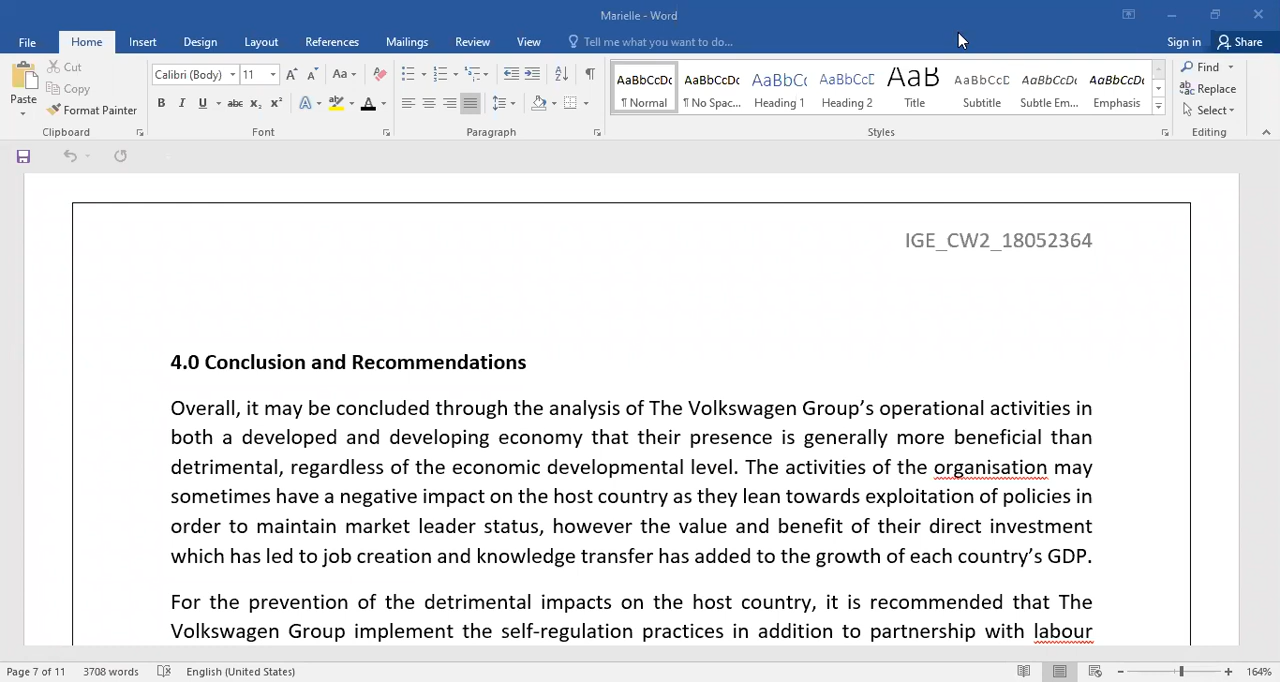 Marielle - Word
File Home Insert Design Layout References Mailings Review View Tell me what you want to do... Sign in Share
Paste Cut Copy Format Painter
Calibri (Body) 11 Aa
B I U abc x₂ x² A A
AaBbCcDc AaBbCcDc AaBbCc AaBbCcD AaB AaBbCcD AaBbCcDc AaBbCcDc
¶ Normal ¶ No Spac... Heading 1 Heading 2 Title Subtitle Subtle Em... Emphasis
Find Replace Select
Clipboard Font Paragraph Styles Editing
IGE_CW2_18052364
4.0 Conclusion and Recommendations
Overall, it may be concluded through the analysis of The Volkswagen Group’s operational activities in
both a developed and developing economy that their presence is generally more beneficial than
detrimental, regardless of the economic developmental level. The activities of the organisation may
sometimes have a negative impact on the host country as they lean towards exploitation of policies in
order to maintain market leader status, however the value and benefit of their direct investment
which has led to job creation and knowledge transfer has added to the growth of each country’s GDP.
For the prevention of the detrimental impacts on the host country, it is recommended that The
Volkswagen Group implement the self-regulation practices in addition to partnership with labour
Page 7 of 11 3708 words English (United States) 164%